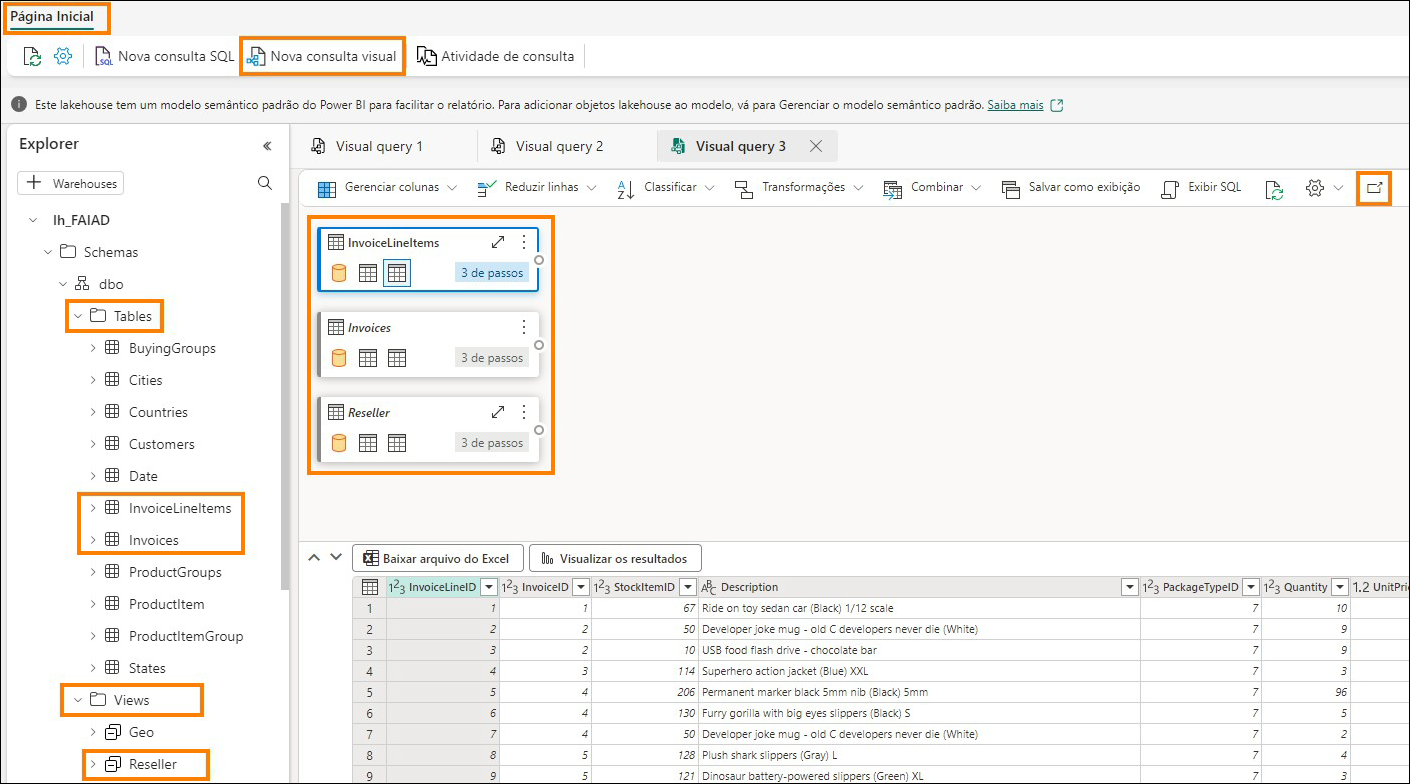 Página Inicial
Nova consulta SQL Nova consulta visual Atividade de consulta
Este lakehouse tem um modelo semântico padrão do Power BI para facilitar o relatório. Para adicionar objetos lakehouse ao modelo, vá para Gerenciar o modelo semântico padrão. Saiba mais
Explorer
Warehouses
lh_FAIAD
Schemas
dbo
Tables
BuyingGroups
Cities
Countries
Customers
Date
InvoiceLineItems
Invoices
ProductGroups
ProductItem
ProductItemGroup
States
Views
Geo
Reseller
Visual query 1 Visual query 2 Visual query 3
Gerenciar colunas Reduzir linhas Classificar Transformações Combinar Salvar como exibição Exibir SQL
InvoiceLineItems
3 de passos
Invoices
3 de passos
Reseller
3 de passos
Baixar arquivo do Excel Visualizar os resultados
InvoiceLineID InvoiceID StockItemID Description PackageTypeID Quantity 1.2 UnitPri
1 1 1 67 Ride on toy sedan car (Black) 1/12 scale 7 10
2 2 2 50 Developer joke mug - old C developers never die (White) 7 9
3 3 2 10 USB food flash drive - chocolate bar 7 9
4 4 3 114 Superhero action jacket (Blue) XXL 7 3
5 5 4 206 Permanent marker black 5mm nib (Black) 5mm 7 96
6 6 4 130 Furry gorilla with big eyes slippers (Black) S 7 5
7 7 4 50 Developer joke mug - old C developers never die (White) 7 2
8 8 5 128 Plush shark slippers (Gray) L 7 4
9 9 5 121 Dinosaur battery-powered slippers (Green) XL 7 3